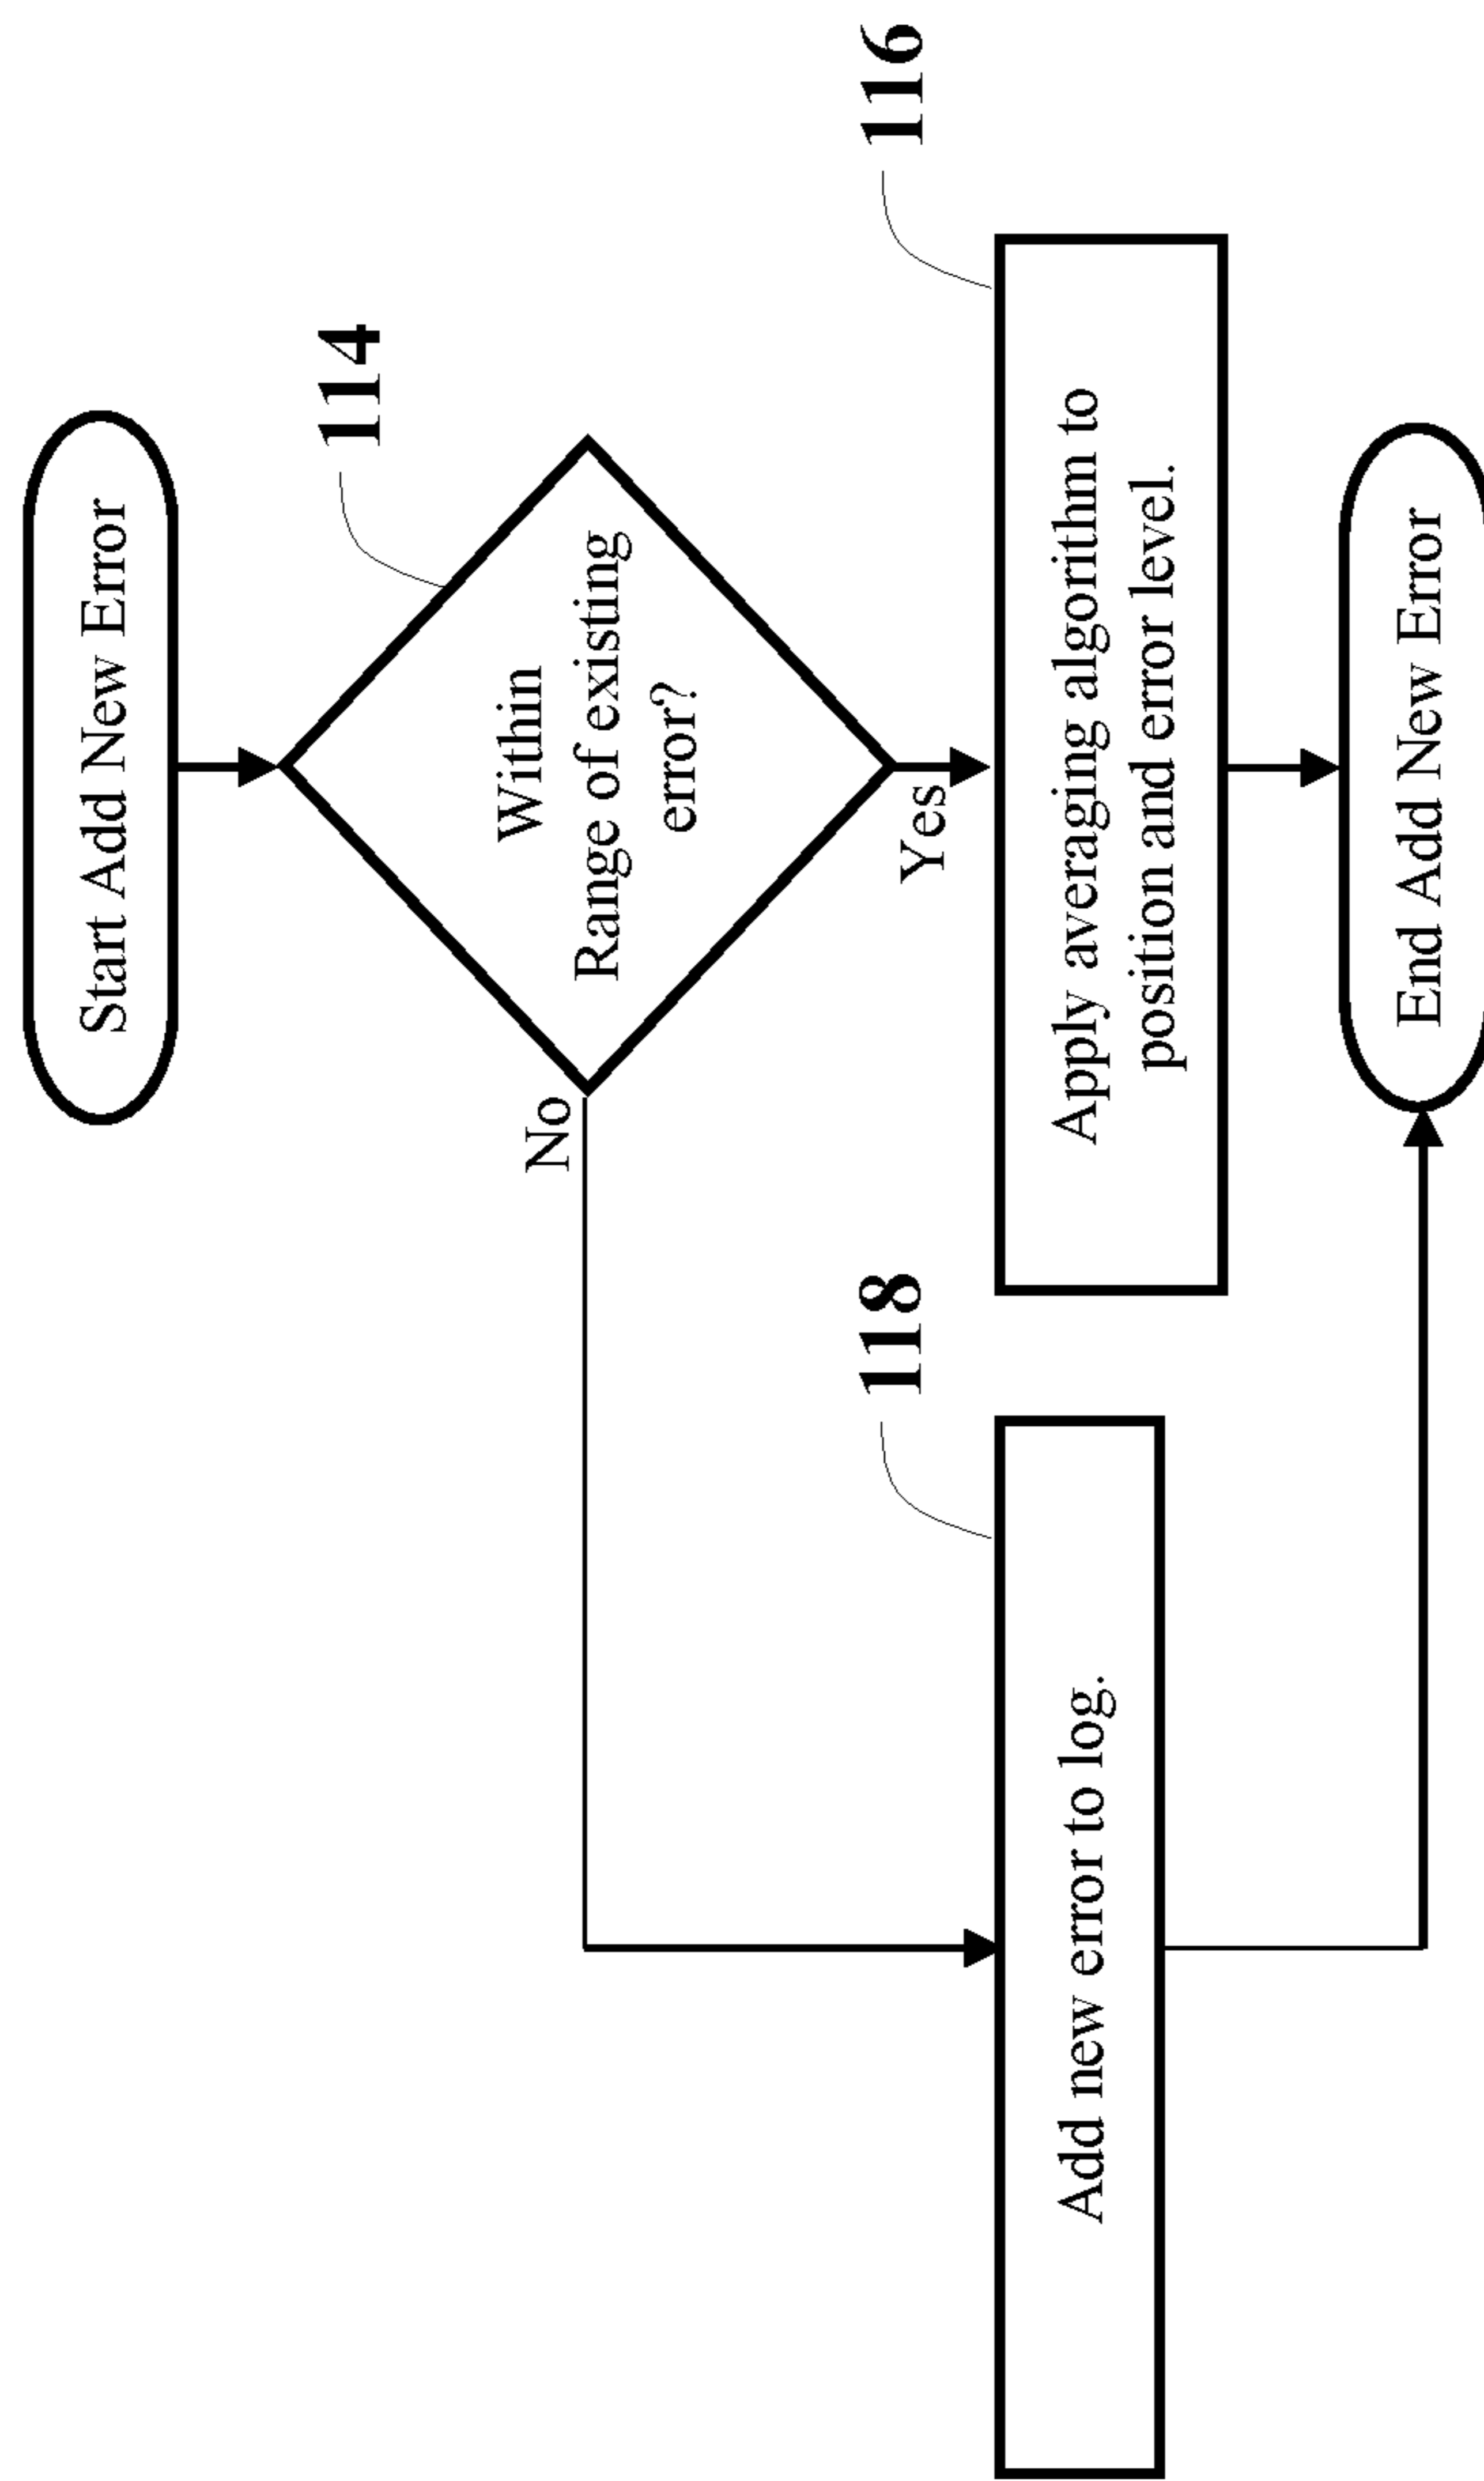 Start Add New Error
114
Within
Range of existing
error?
No
Yes
118
116
Add new error to log.
Apply averaging algorithm to
position and error level.
End Add New Error